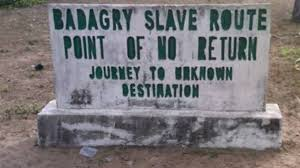 BADAGRY SLAVE ROUTE
POINT OF NO RETURN
JOURNEY TO UNKNOWN
DESTINATION